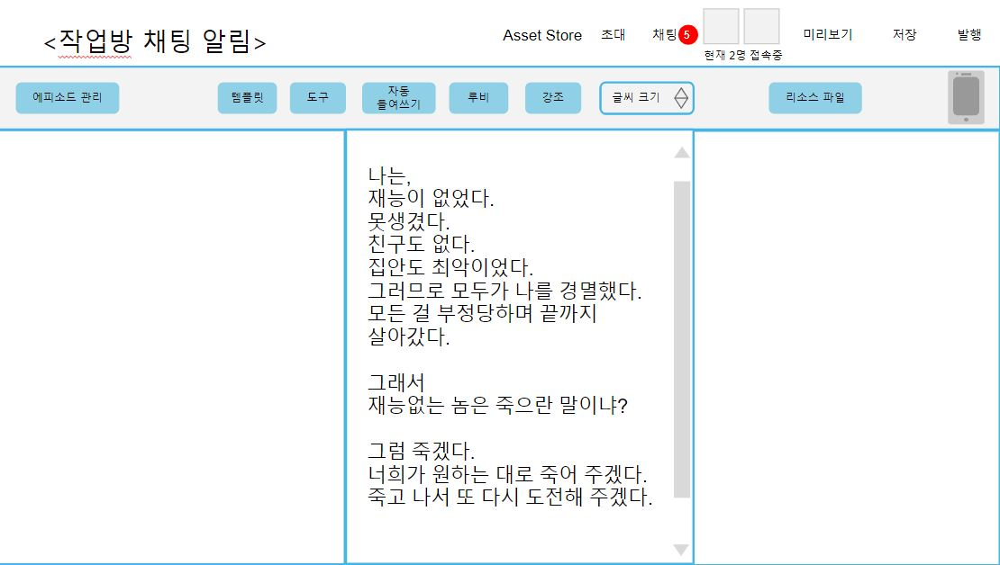 <작업방 채팅 알림>
Asset Store
초대
채팅
5
현재 2명 접속중
미리보기
저장
발행
에피소드 관리
템플릿
도구
자동
들여쓰기
루비
강조
글씨 크기
리소스 파일
나는,
재능이 없었다.
못생겼다.
친구도 없다.
집안도 최악이었다.
그러므로 모두가 나를 경멸했다.
모든 걸 부정당하며 끝까지
살아갔다.
그래서
재능없는 놈은 죽으란 말이냐?
그럼 죽겠다.
너희가 원하는 대로 죽어 주겠다.
죽고 나서 또 다시 도전해 주겠다.